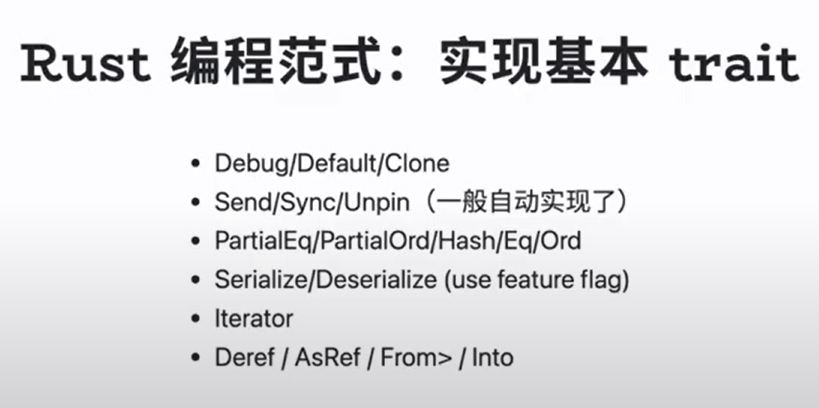 Rust 编程范式：实现基本 trait
• Debug/Default/Clone
• Send/Sync/Unpin（一般自动实现了）
• PartialEq/PartialOrd/Hash/Eq/Ord
• Serialize/Deserialize (use feature flag)
• Iterator
• Deref / AsRef / From> / Into